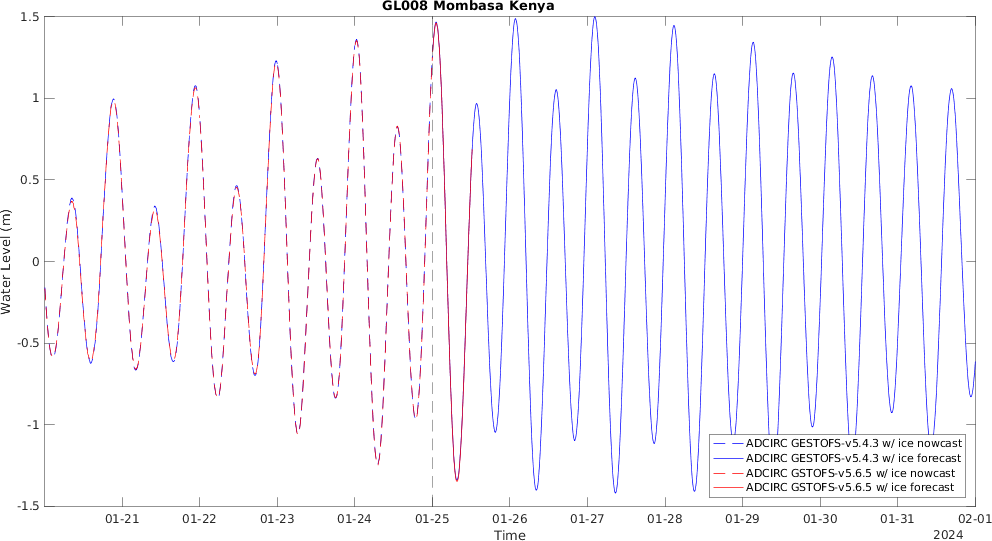 GL008 Mombasa Kenya
1.5
1
0.5
0
-0.5
-1
-1.5
Water Level (m)
ADCIRC GESTOFS-v5.4.3 w/ ice nowcast
ADCIRC GESTOFS-v5.4.3 w/ ice forecast
ADCIRC GSTOFS-v5.6.5 w/ ice nowcast
ADCIRC GSTOFS-v5.6.5 w/ ice forecast
01-21 01-22 01-23 01-24 01-25 01-26 01-27 01-28 01-29 01-30 01-31 02-01
Time
2024